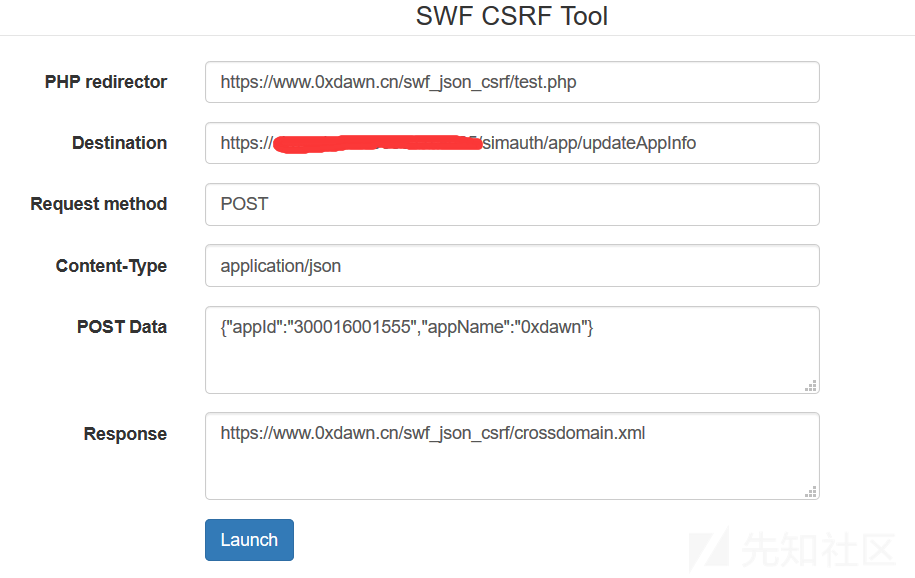 SWF CSRF Tool
PHP redirector
https://www.0xdawn.cn/swf_json_csrf/test.php
Destination
https:// /simauth/app/updateAppInfo
Request method
POST
Content-Type
application/json
POST Data
{"appId":"300016001555","appName":"0xdawn"}
Response
https://www.0xdawn.cn/swf_json_csrf/crossdomain.xml
Launch
先知社区